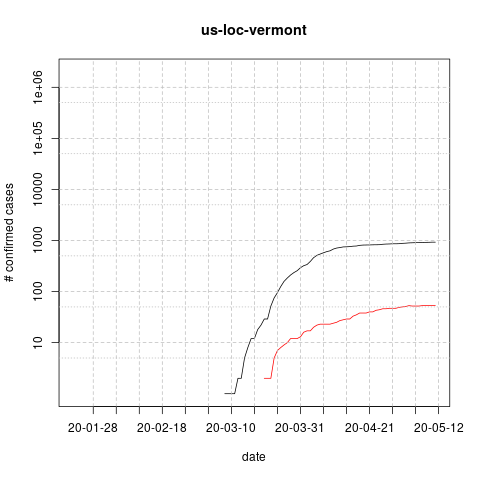 us-loc-vermont
# confirmed cases
1e+06
1e+05
10000
1000
100
10
20-01-28 20-02-18 20-03-10 20-03-31 20-04-21 20-05-12
date